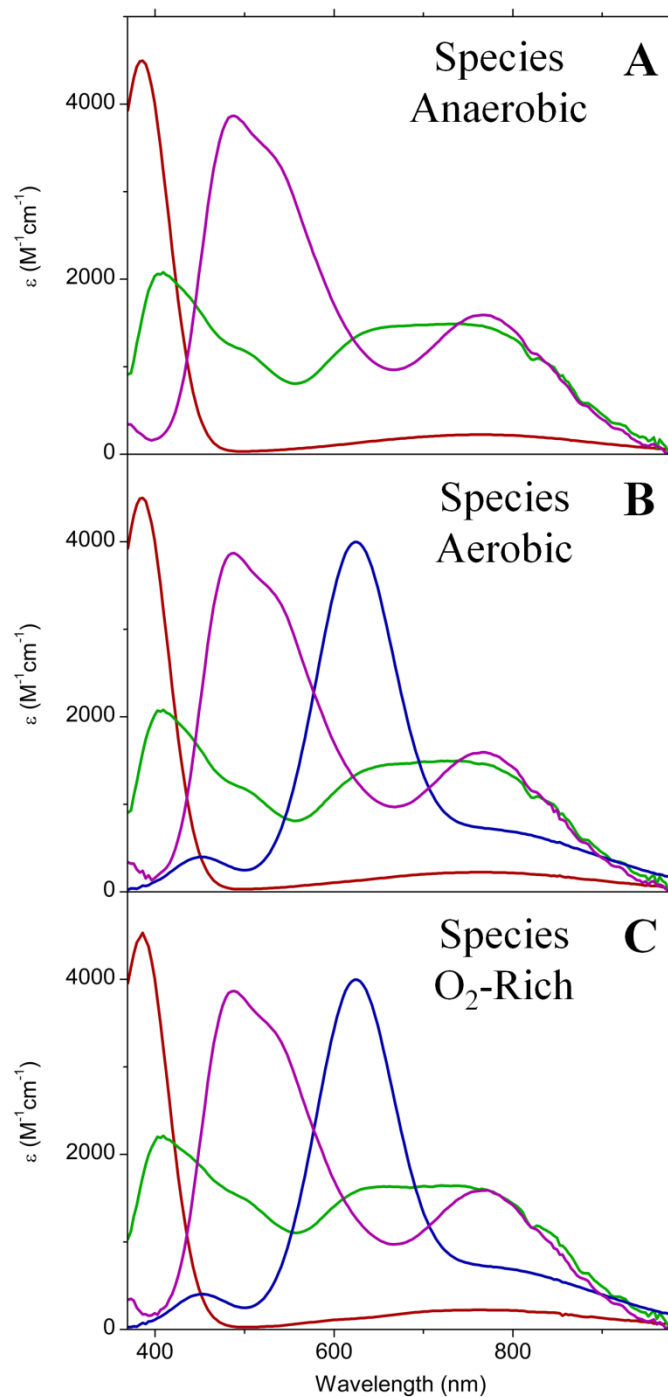 Species A
Anaerobic
4000
2000
0
ε (M⁻¹cm⁻¹)
Species B
Aerobic
4000
2000
0
ε (M⁻¹cm⁻¹)
Species C
O₂-Rich
4000
2000
0
ε (M⁻¹cm⁻¹)
400 600 800
Wavelength (nm)